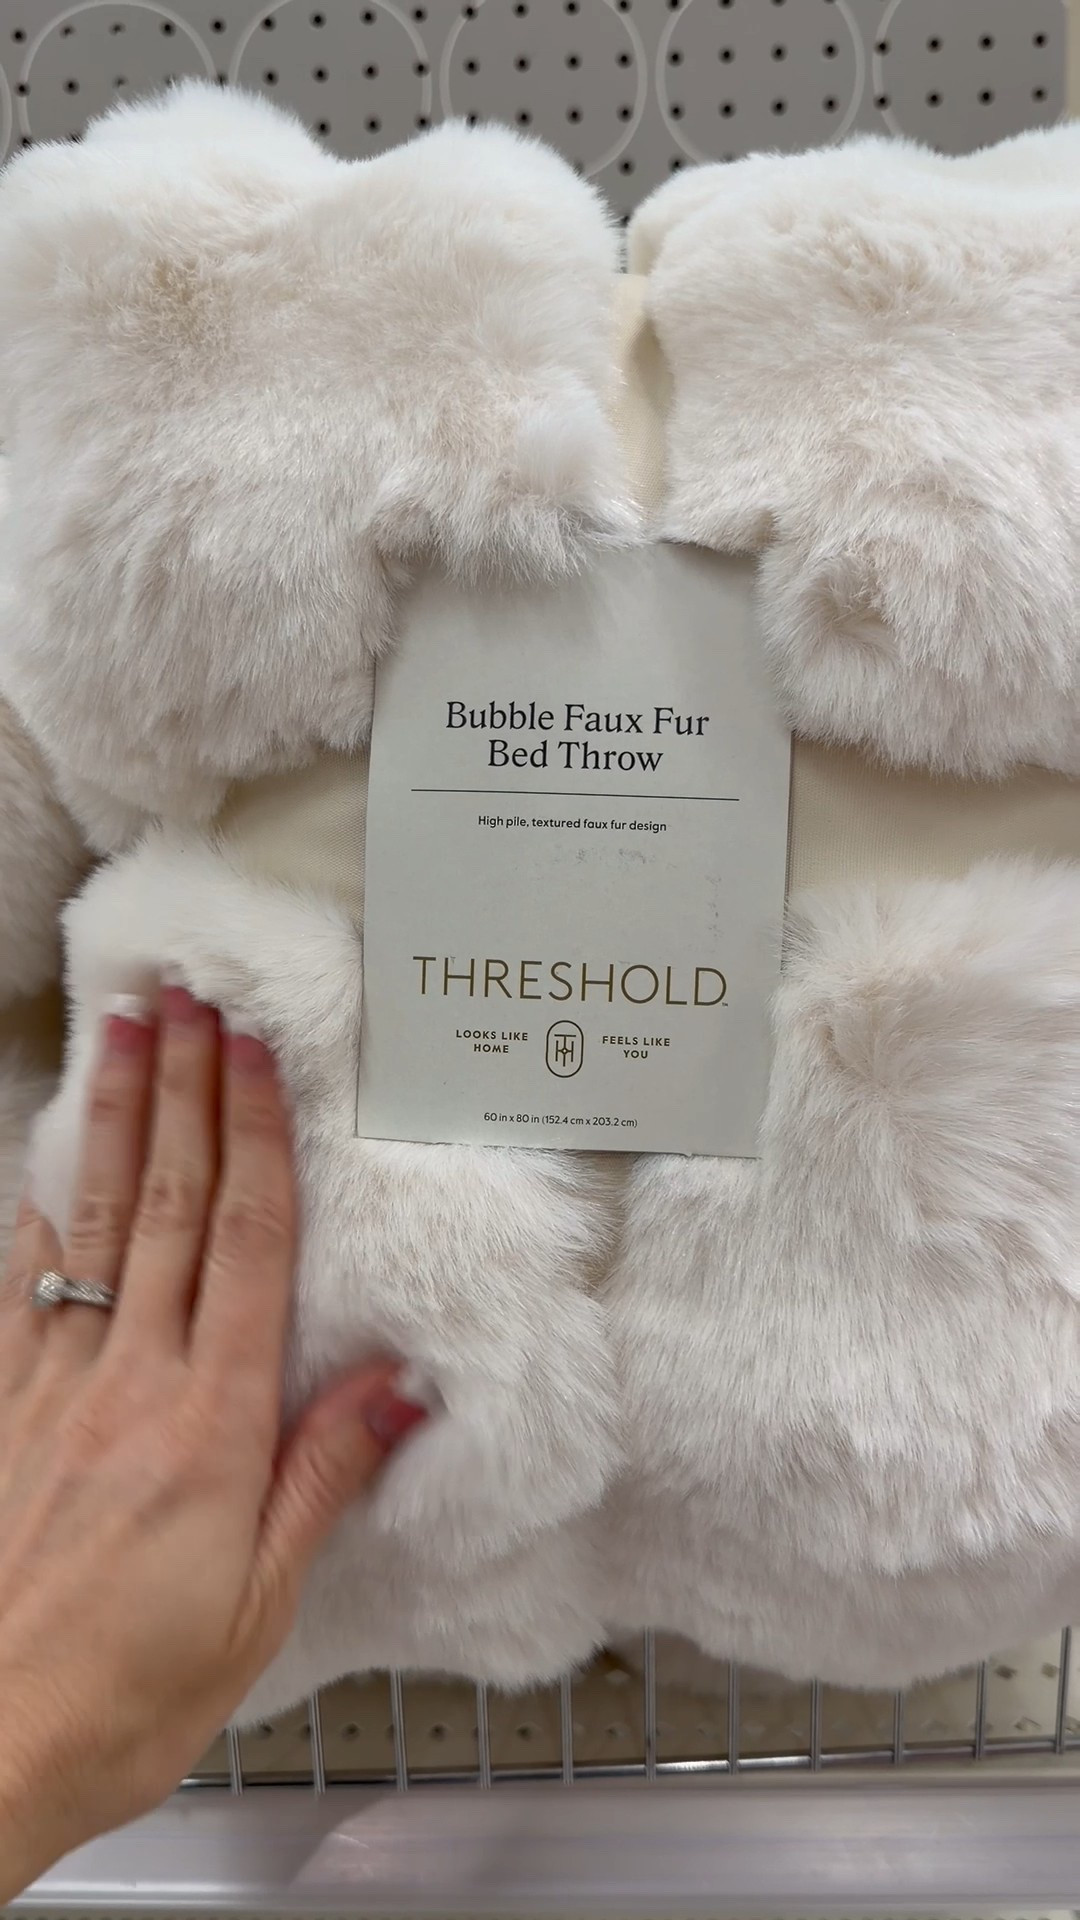 Bubble Faux Fur
Bed Throw
High pile, textured faux fur design
THRESHOLD™
LOOKS LIKE
HOME
FEELS LIKE
YOU
60 in x 80 in (152.4 cm x 203.2 cm)